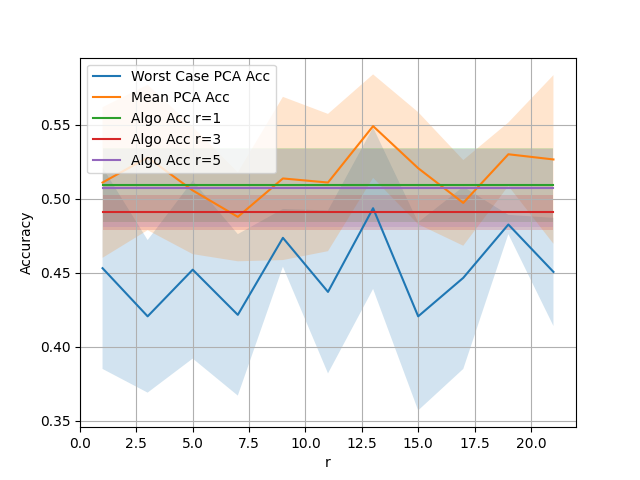 Worst Case PCA Acc
Mean PCA Acc
Algo Acc r=1
Algo Acc r=3
Algo Acc r=5
Accuracy
0.55
0.50
0.45
0.40
0.35
0.0 2.5 5.0 7.5 10.0 12.5 15.0 17.5 20.0
r